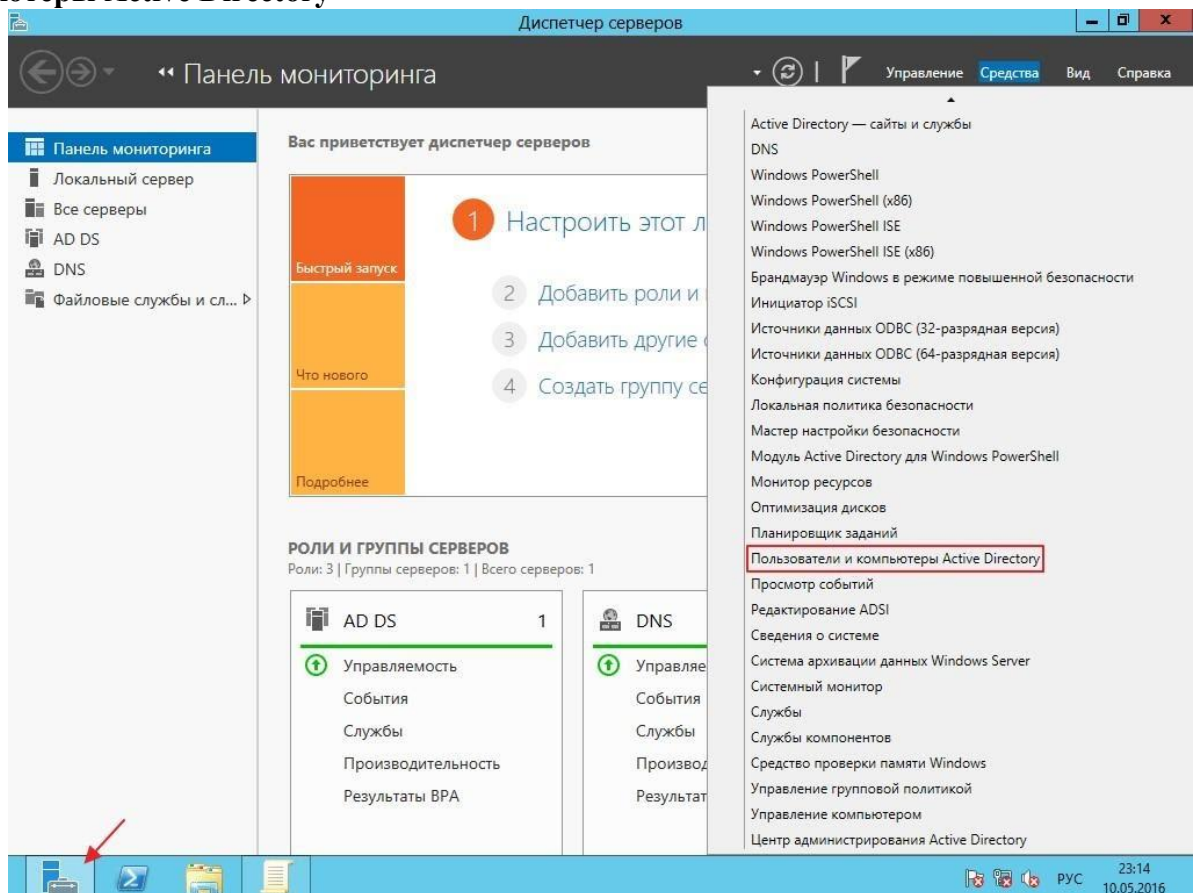 Диспетчер серверов
Панель мониторинга
Управление Средства Вид Справка
Панель мониторинга
Локальный сервер
Все серверы
AD DS
DNS
Файловые службы и сл...
Вас приветствует диспетчер серверов
Быстрый запуск
Что нового
Подробнее
1 Настроить этот л
2 Добавить роли и
3 Добавить другие
4 Создать группу се
РОЛИ И ГРУППЫ СЕРВЕРОВ
Роли: 3 | Группы серверов: 1 | Всего серверов: 1
AD DS 1
Управляемость
События
Службы
Производительность
Результаты BPA
DNS
Управляе
События
Службы
Производ
Результат
Active Directory — сайты и службы
DNS
Windows PowerShell
Windows PowerShell (x86)
Windows PowerShell ISE
Windows PowerShell ISE (x86)
Брандмауэр Windows в режиме повышенной безопасности
Инициатор iSCSI
Источники данных ODBC (32-разрядная версия)
Источники данных ODBC (64-разрядная версия)
Конфигурация системы
Локальная политика безопасности
Мастер настройки безопасности
Модуль Active Directory для Windows PowerShell
Монитор ресурсов
Оптимизация дисков
Планировщик заданий
Пользователи и компьютеры Active Directory
Просмотр событий
Редактирование ADSI
Сведения о системе
Система архивации данных Windows Server
Системный монитор
Службы
Службы компонентов
Средство проверки памяти Windows
Управление групповой политикой
Управление компьютером
Центр администрирования Active Directory
РУС
23:14
10.05.2016